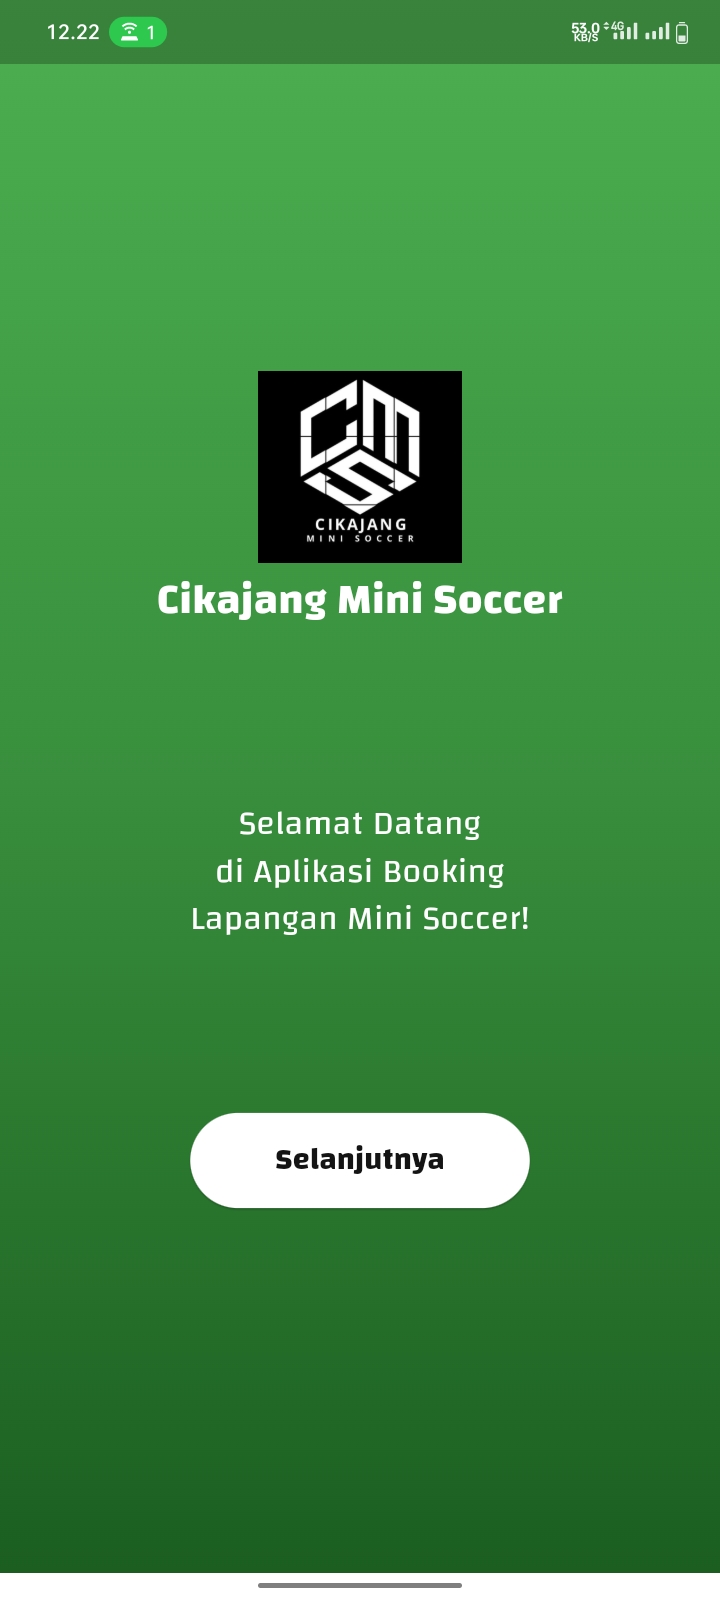 12.22
1
53.0
KB/S
4G
CMS
CIKAJANG
MINI SOCCER
Cikajang Mini Soccer
Selamat Datang
di Aplikasi Booking
Lapangan Mini Soccer!
Selanjutnya